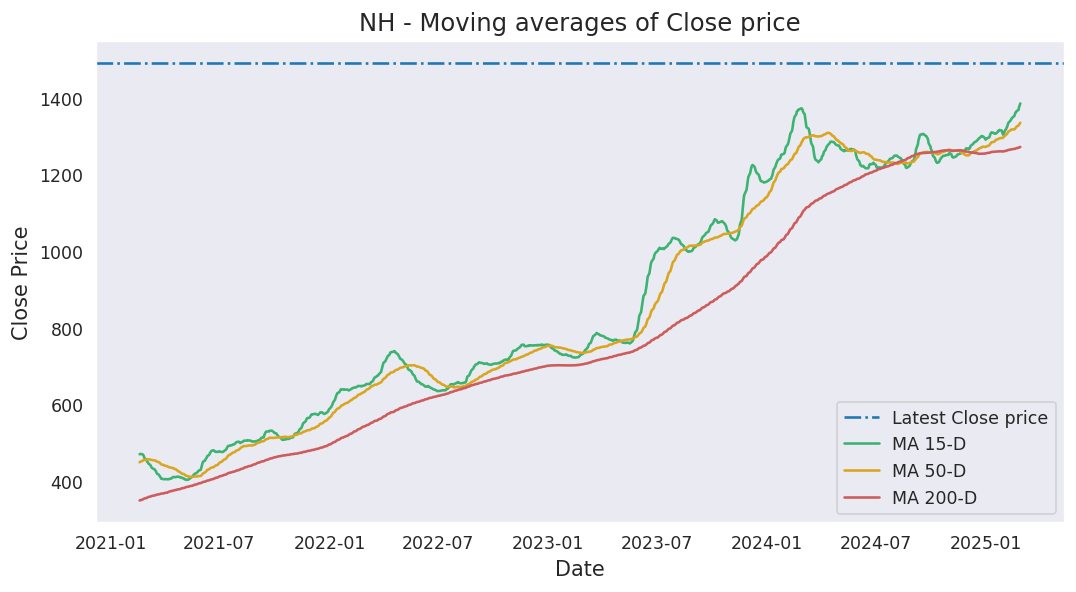 NH - Moving averages of Close price
Close Price
1400
1200
1000
800
600
400
Latest Close price
MA 15-D
MA 50-D
MA 200-D
2021-01 2021-07 2022-01 2022-07 2023-01 2023-07 2024-01 2024-07 2025-01
Date